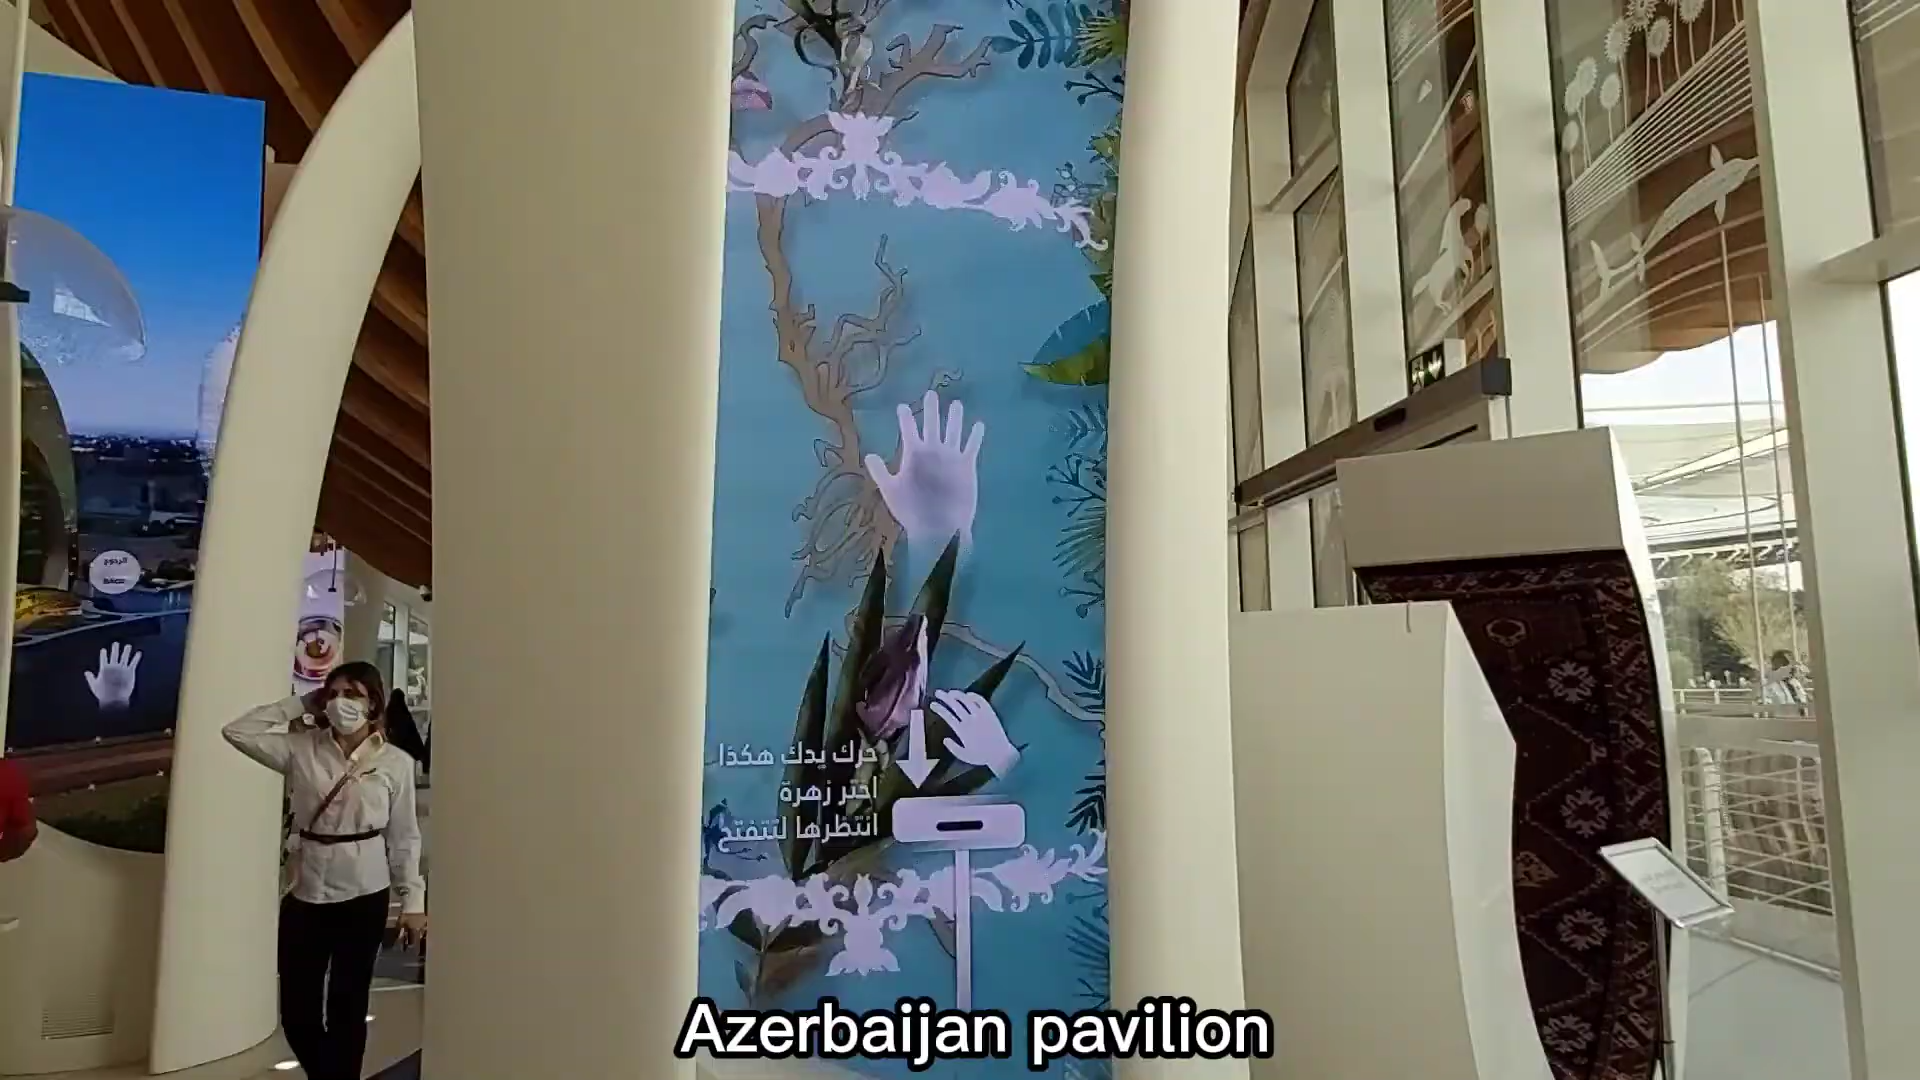 حرك يدك هكذا
اختر زهرة
انتظرها لتتفتح
Azerbaijan pavilion